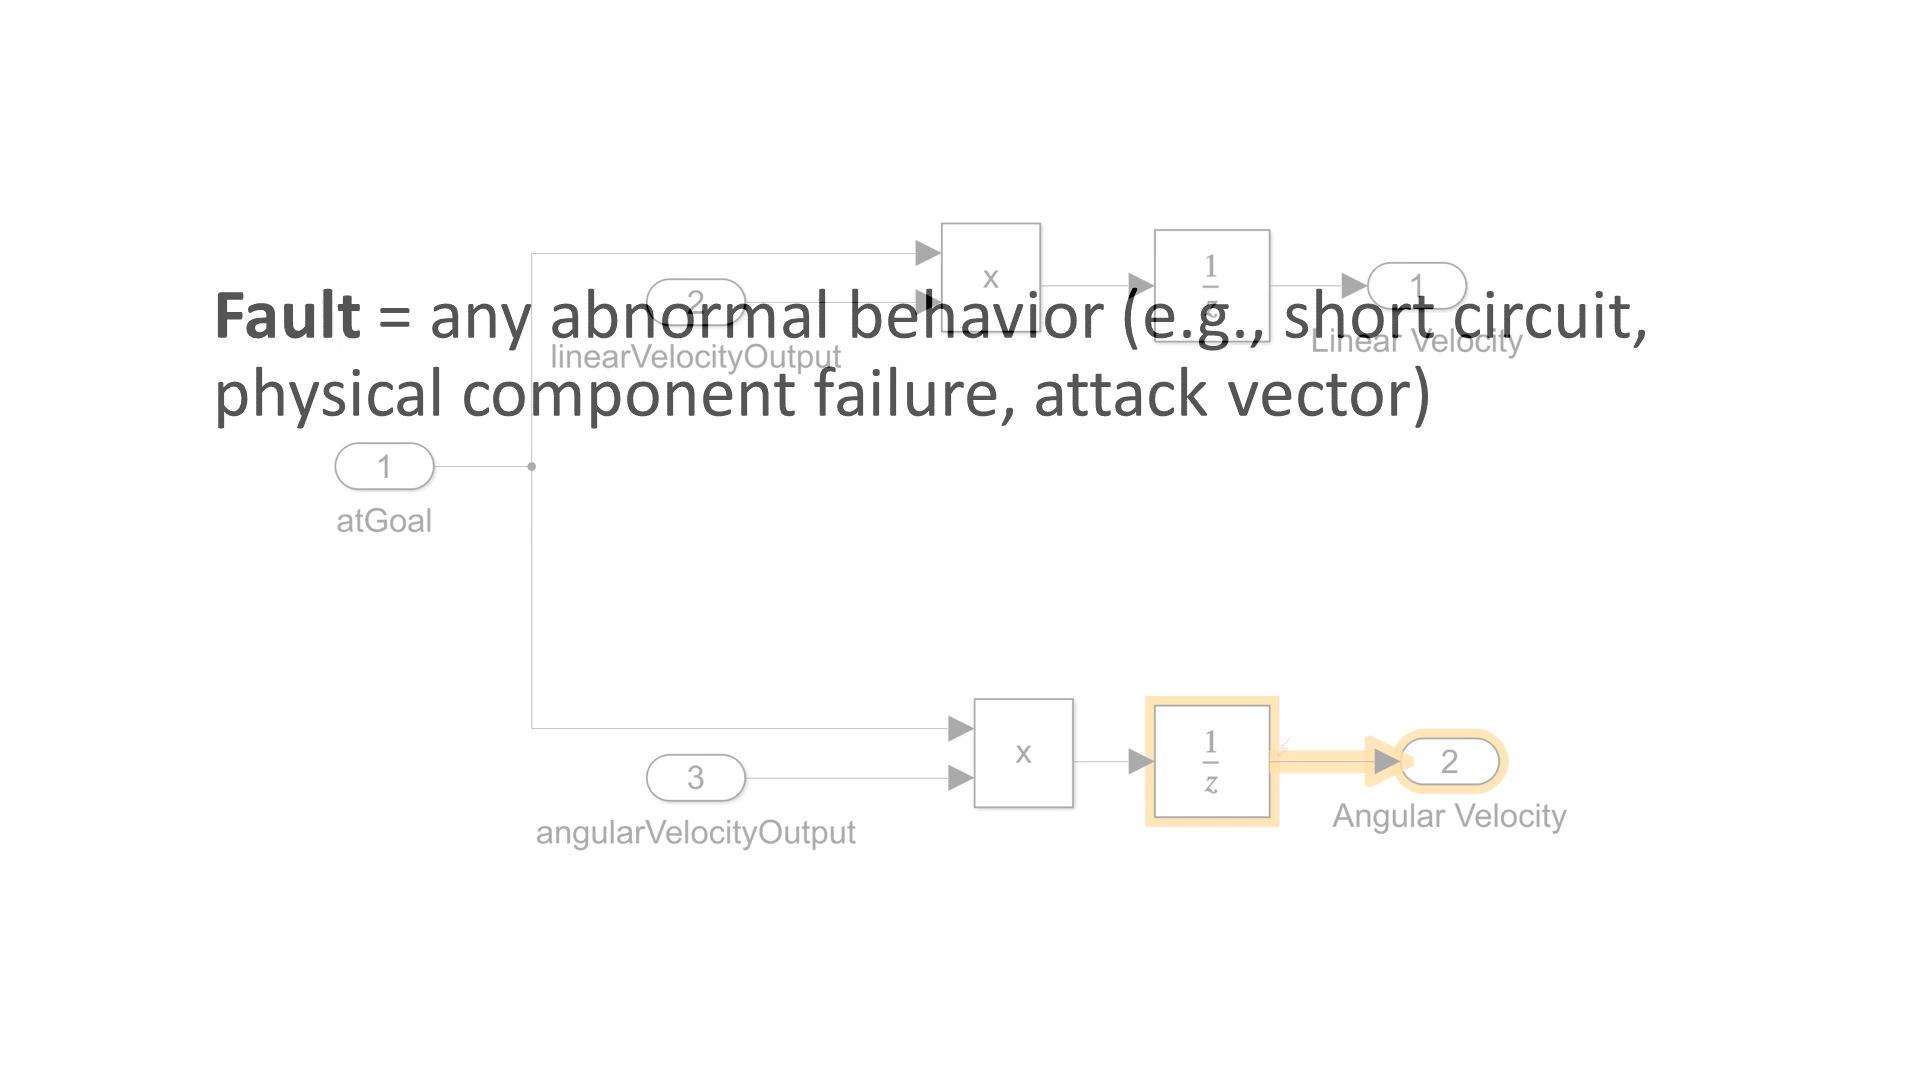 Fault = any abnormal behavior (e.g., short circuit,
physical component failure, attack vector)
x
1
z
2
1
linearVelocityOutput
Linear Velocity
1
atGoal
x
1
z
3
2
angularVelocityOutput
Angular Velocity